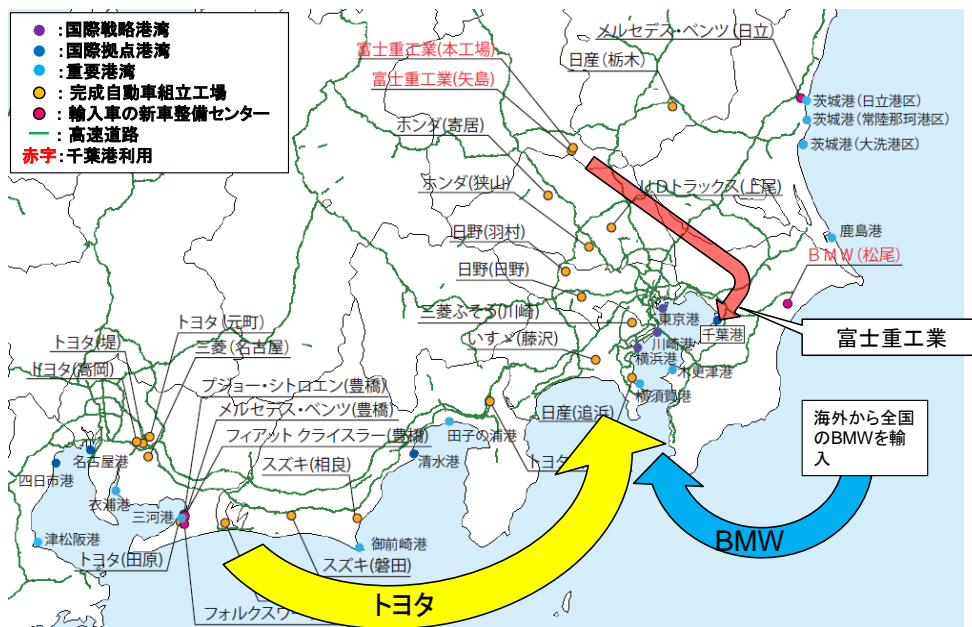 ：国際戦略港湾
：国際拠点港湾
：重要港湾
：完成自動車組立工場
：輸入車の新車整備センター
：高速道路
赤字：千葉港利用
メルセデス・ベンツ(日立)
富士重工業(本工場)
日産(栃木)
富士重工業(矢島)
茨城港(日立港区)
茨城港(常陸那珂港区)
茨城港(大洗港区)
ホンダ(寄居)
ホンダ(狭山)
UDトラックス(上尾)
鹿島港
日野(羽村)
BMW(松尾)
日野(日野)
三菱ふそう(川崎)
東京港
千葉港
富士重工業
いすゞ(藤沢)
川崎港
横浜港
木更津港
横須賀港
日産(追浜)
トヨタ(元町)
トヨタ(堤)
三菱(名古屋)
トヨタ(高岡)
プジョー・シトロエン(豊橋)
メルセデス・ベンツ(豊橋)
フィアット クライスラー(豊橋)
田子の浦港
海外から全国
のBMWを輸
入
名古屋港
スズキ(相良)
清水港
トヨタ
四日市港
衣浦港
三河港
津松阪港
御前崎港
BMW
トヨタ(田原)
スズキ(磐田)
トヨタ
フォルクスワー